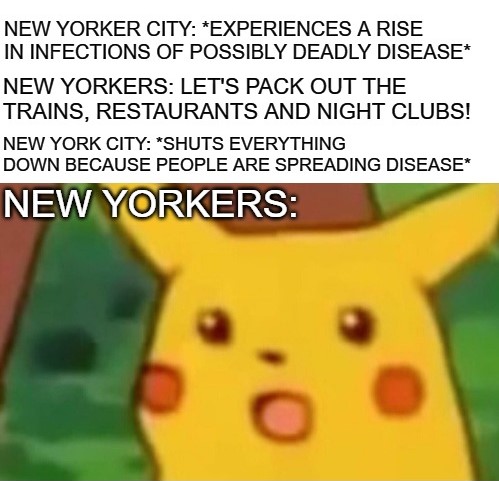 NEW YORKER CITY: *EXPERIENCES A RISE
IN INFECTIONS OF POSSIBLY DEADLY DISEASE*
NEW YORKERS: LET'S PACK OUT THE
TRAINS, RESTAURANTS AND NIGHT CLUBS!
NEW YORK CITY: *SHUTS EVERYTHING
DOWN BECAUSE PEOPLE ARE SPREADING DISEASE*
NEW YORKERS: